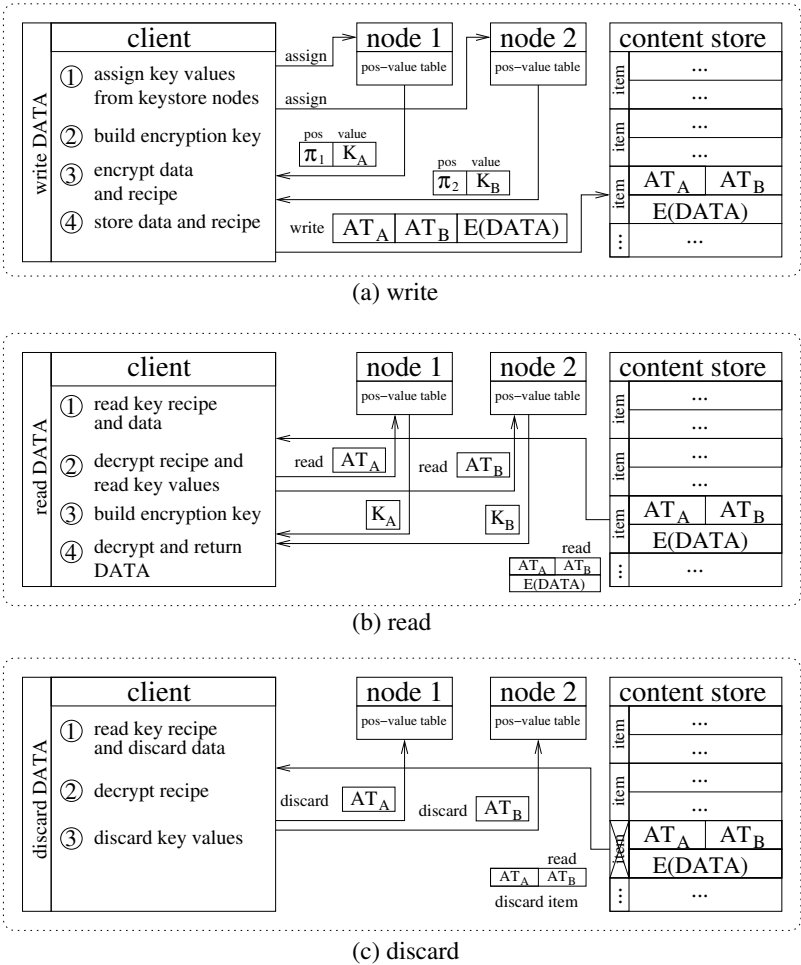 write DATA
client
① assign key values
from keystore nodes
② build encryption key
③ encrypt data
and recipe
④ store data and recipe
assign
assign
node 1
pos-value table
node 2
pos-value table
pos value
π1 KA
pos value
π2 KB
write ATA ATB E(DATA)
content store
item
...
...
item
...
...
item
ATA ATB
E(DATA)
...
...
(a) write
read DATA
client
① read key recipe
and data
② decrypt recipe and
read key values
③ build encryption key
④ decrypt and return
DATA
node 1
pos-value table
node 2
pos-value table
read ATA
read ATB
KA
KB
read
ATA ATB
E(DATA)
content store
item
...
...
item
...
...
item
ATA ATB
E(DATA)
...
...
(b) read
discard DATA
client
① read key recipe
and discard data
② decrypt recipe
③ discard key values
node 1
pos-value table
node 2
pos-value table
discard ATA
discard ATB
read
ATA ATB
discard item
content store
item
...
...
item
...
...
item
ATA ATB
E(DATA)
...
...
(c) discard